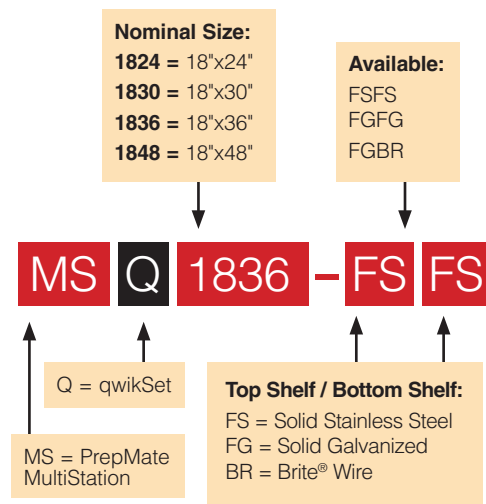 Nominal Size:
1824 = 18"x24"
1830 = 18"x30"
1836 = 18"x36"
1848 = 18"x48"
Available:
FSFS
FGFG
FGBR
MS Q 1836 – FS FS
Q = qwikSet
MS = PrepMate
MultiStation
Top Shelf / Bottom Shelf:
FS = Solid Stainless Steel
FG = Solid Galvanized
BR = Brite® Wire